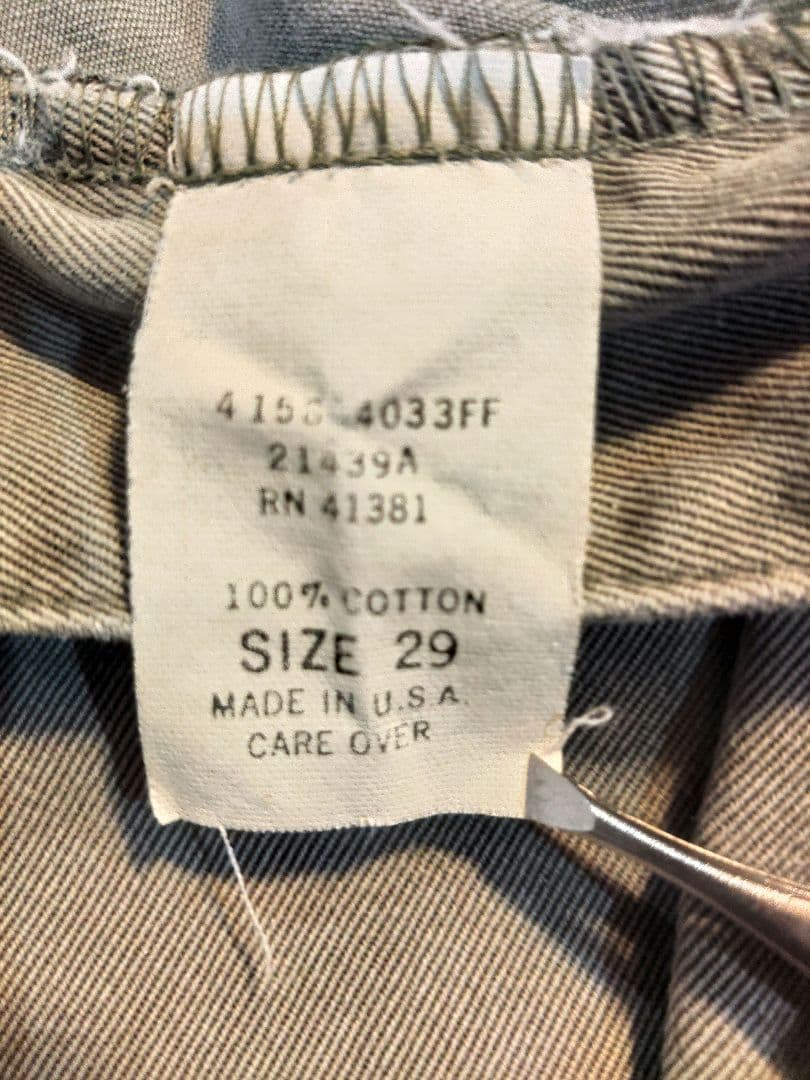 4033FF
21439A
RN 41381
100% COTTON
SIZE 29
MADE IN U.S.A.
CARE OVER